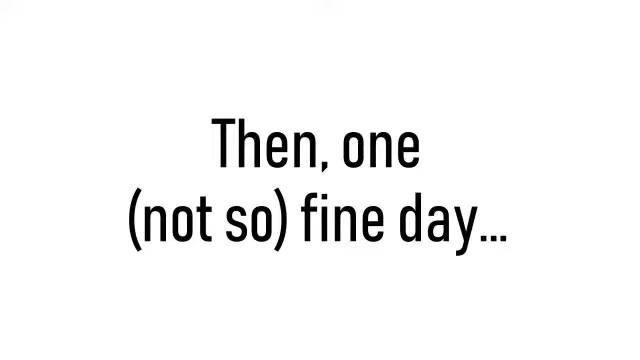 Then, one
(not so) fine day...